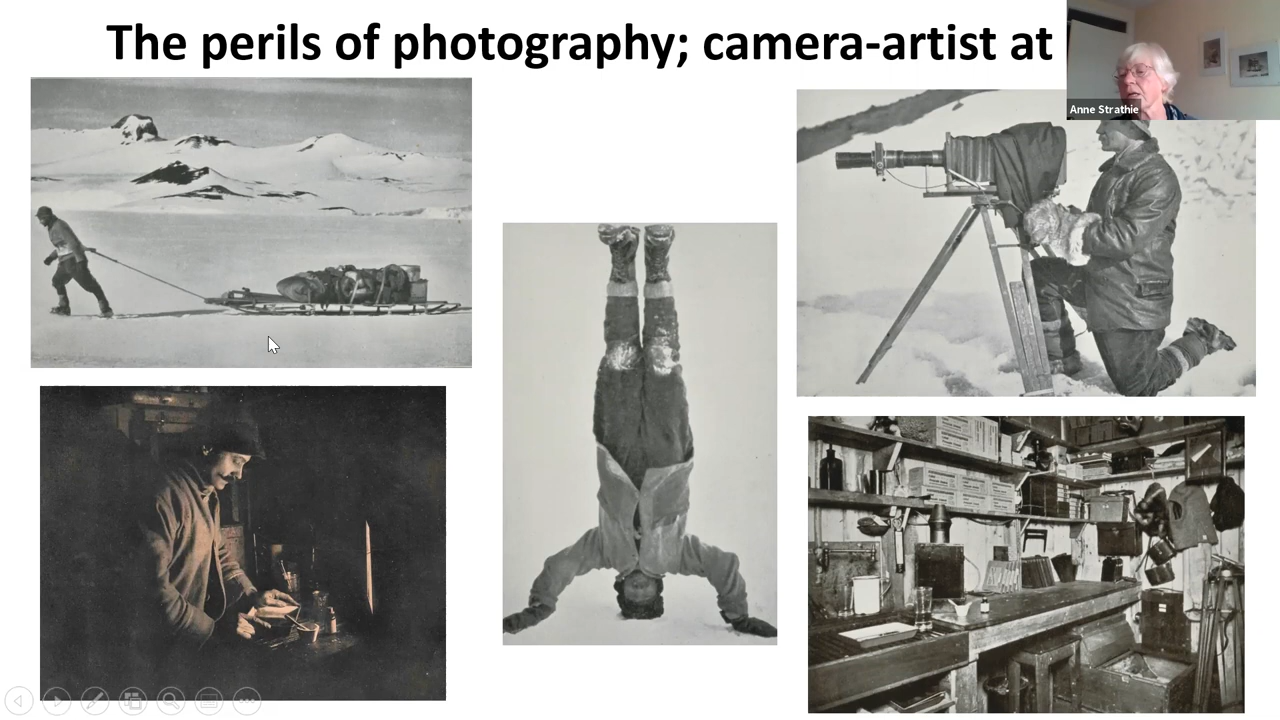 The perils of photography; camera-artist at
Anne Strathie